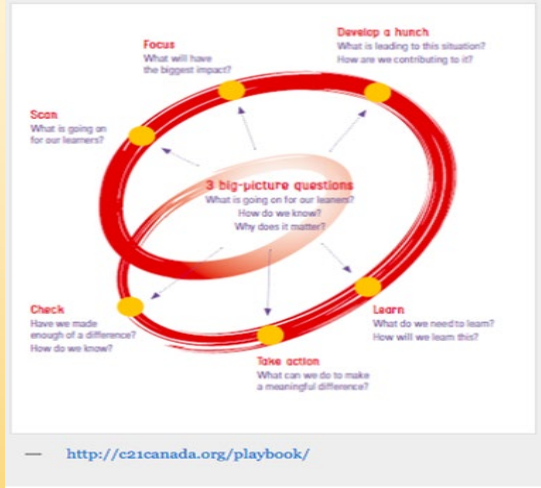 Develop a hunch
What is leading to this situation?
How are we contributing to it?
Focus
What will have
the biggest impact?
Scan
What is going on
for our learners?
3 big-picture questions
What is going on for our learners?
How do we know?
Why does it matter?
Check
Have we made
enough of a difference?
How do we know?
Learn
What do we need to learn?
How will we learn this?
Take action
What can we do to make
a meaningful difference?
— http://c21canada.org/playbook/